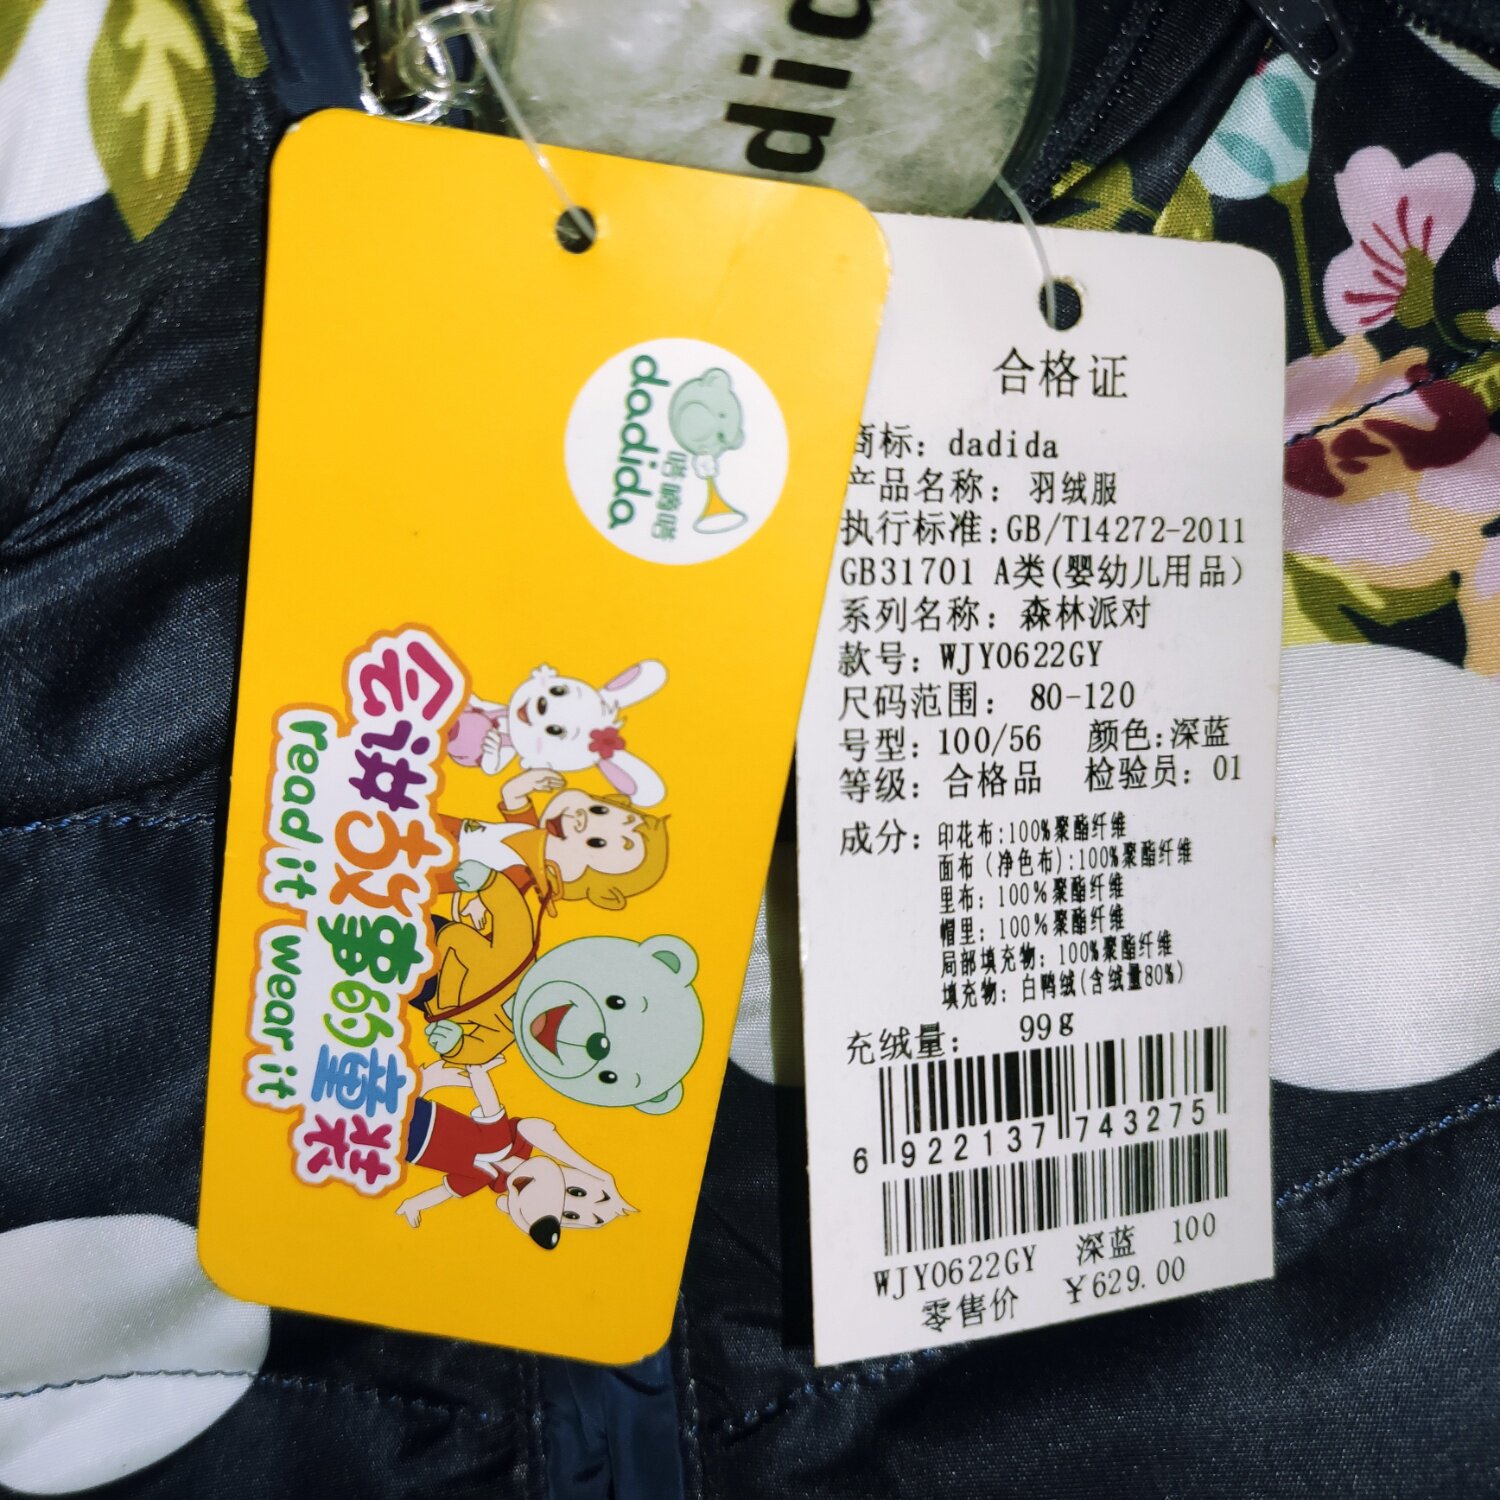 dida
dadida
哒嘀嗒
会讲故事的童装
read it wear it
合格证
商标: dadida
产品名称: 羽绒服
执行标准:GB/T14272-2011
GB31701 A类(婴幼儿用品)
系列名称: 森林派对
款号: WJY0622GY
尺码范围: 80-120
号型: 100/56 颜色:深蓝
等级: 合格品 检验员: 01
成分: 印花布:100%聚酯纤维
面布(净色布):100%聚酯纤维
里布: 100%聚酯纤维
帽里: 100%聚酯纤维
局部填充物: 100%聚酯纤维
填充物: 白鸭绒(含绒量80%)
充绒量: 99g
6 922137 743275
WJY0622GY 深蓝 100
零售价 ¥629.00